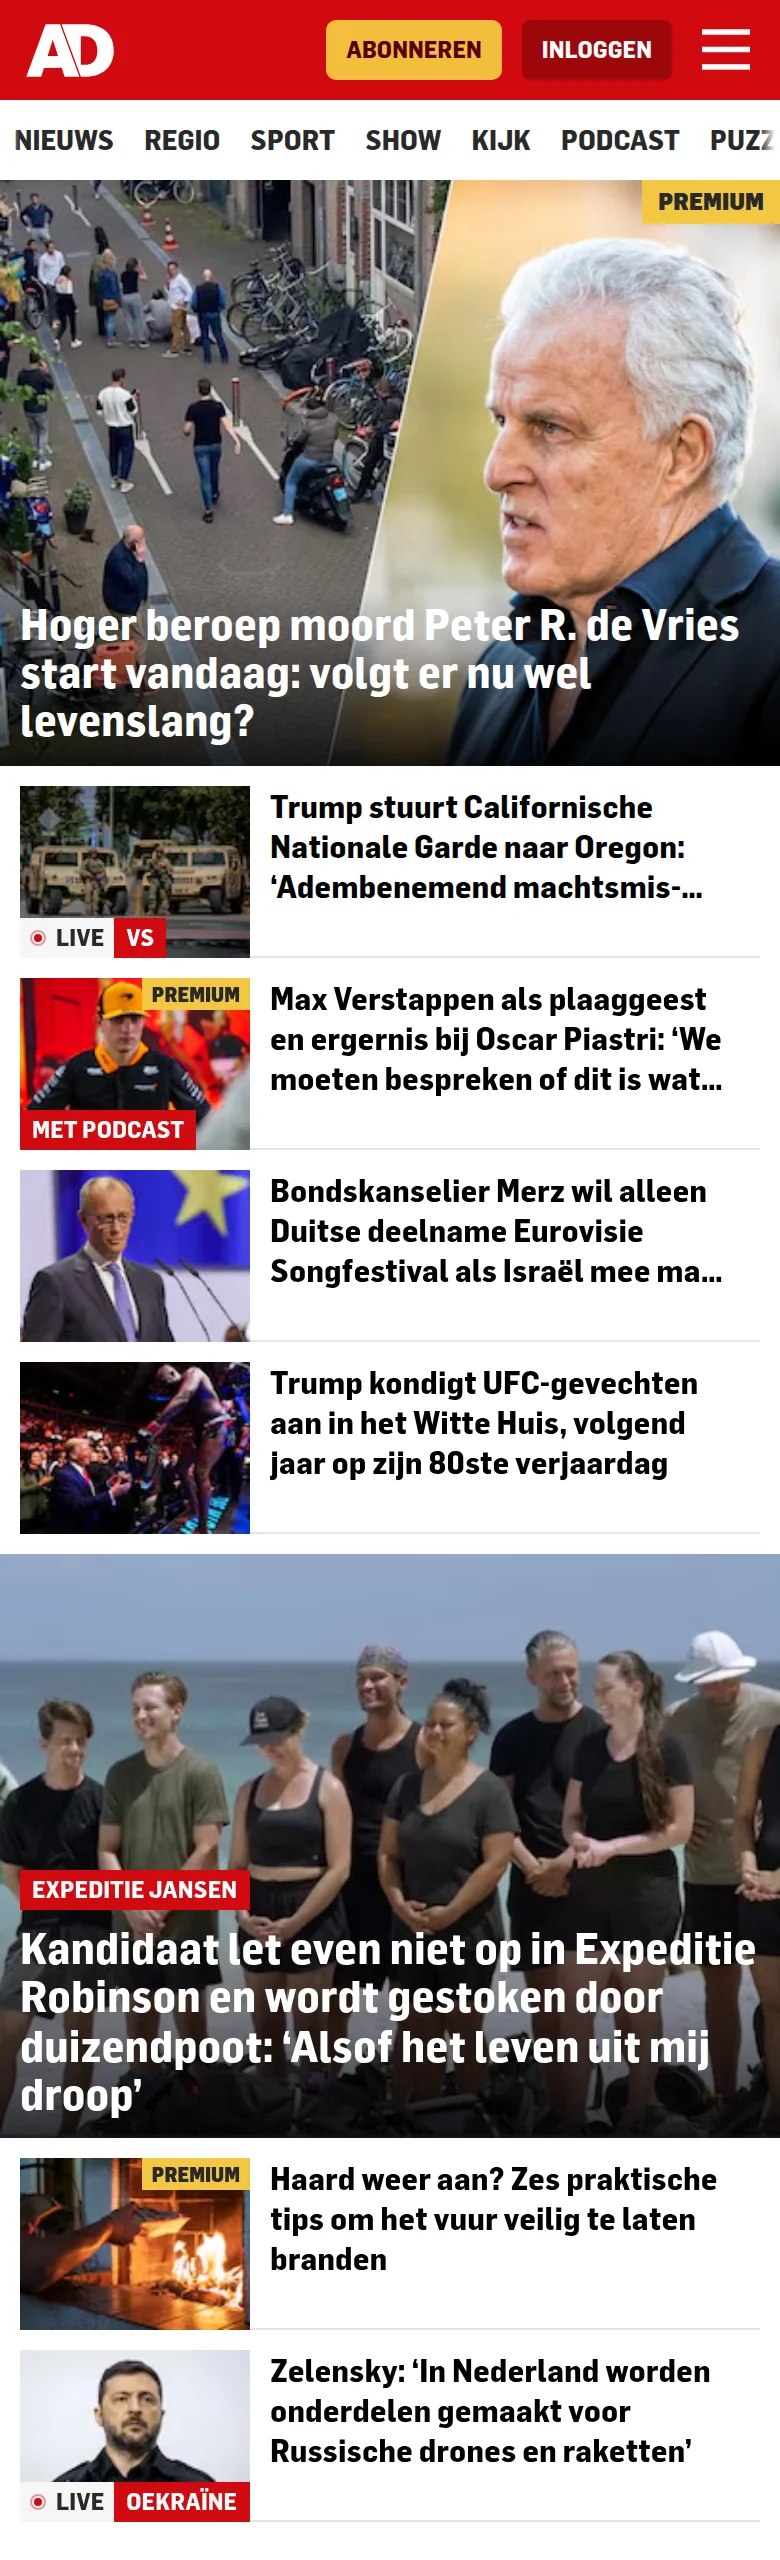 AD
ABONNEREN
INLOGGEN
NIEUWS REGIO SPORT SHOW KIJK PODCAST PUZZ
PREMIUM
Hoger beroep moord Peter R. de Vries
start vandaag: volgt er nu wel
levenslang?
Trump stuurt Californische
Nationale Garde naar Oregon:
‘Adembenemend machtsmis-...
LIVE VS
PREMIUM
Max Verstappen als plaaggeest
en ergernis bij Oscar Piastri: ‘We
moeten bespreken of dit is wat...
MET PODCAST
Bondskanselier Merz wil alleen
Duitse deelname Eurovisie
Songfestival als Israël mee ma...
Trump kondigt UFC-gevechten
aan in het Witte Huis, volgend
jaar op zijn 80ste verjaardag
EXPEDITIE JANSEN
Kandidaat let even niet op in Expeditie
Robinson en wordt gestoken door
duizendpoot: ‘Alsof het leven uit mij
droop’
PREMIUM
Haard weer aan? Zes praktische
tips om het vuur veilig te laten
branden
Zelensky: ‘In Nederland worden
onderdelen gemaakt voor
Russische drones en raketten’
LIVE OEKRAÏNE